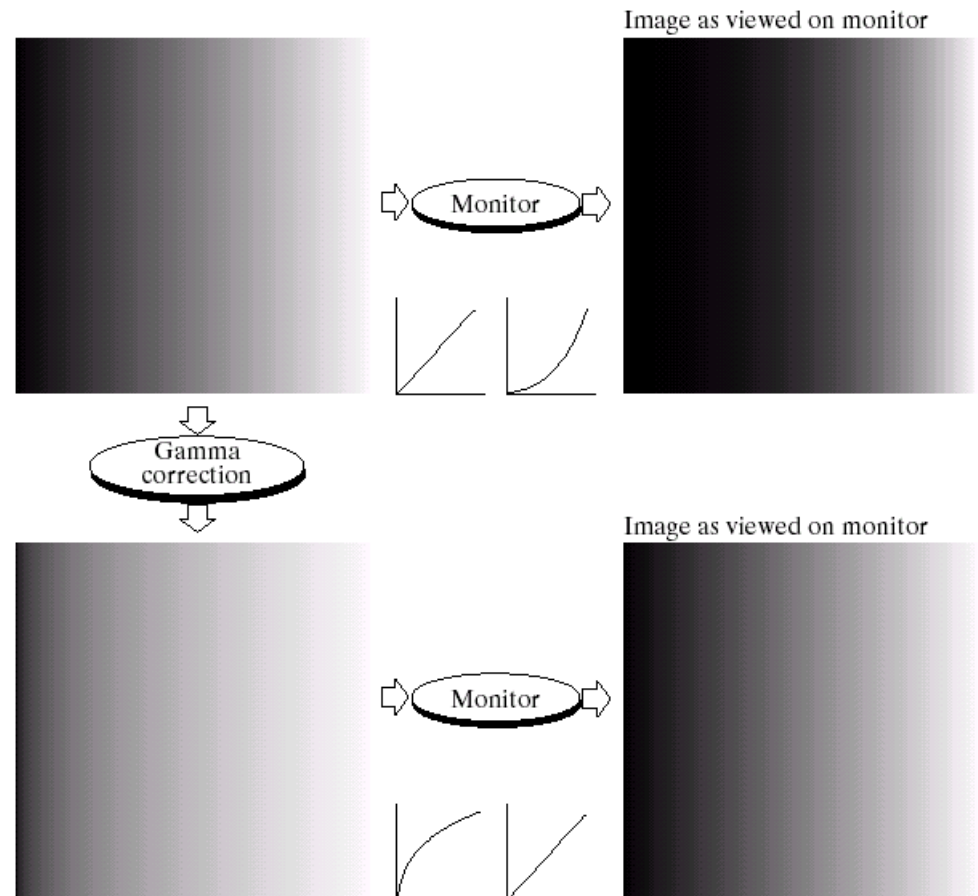 Image as viewed on monitor
Monitor
Gamma
correction
Image as viewed on monitor
Monitor